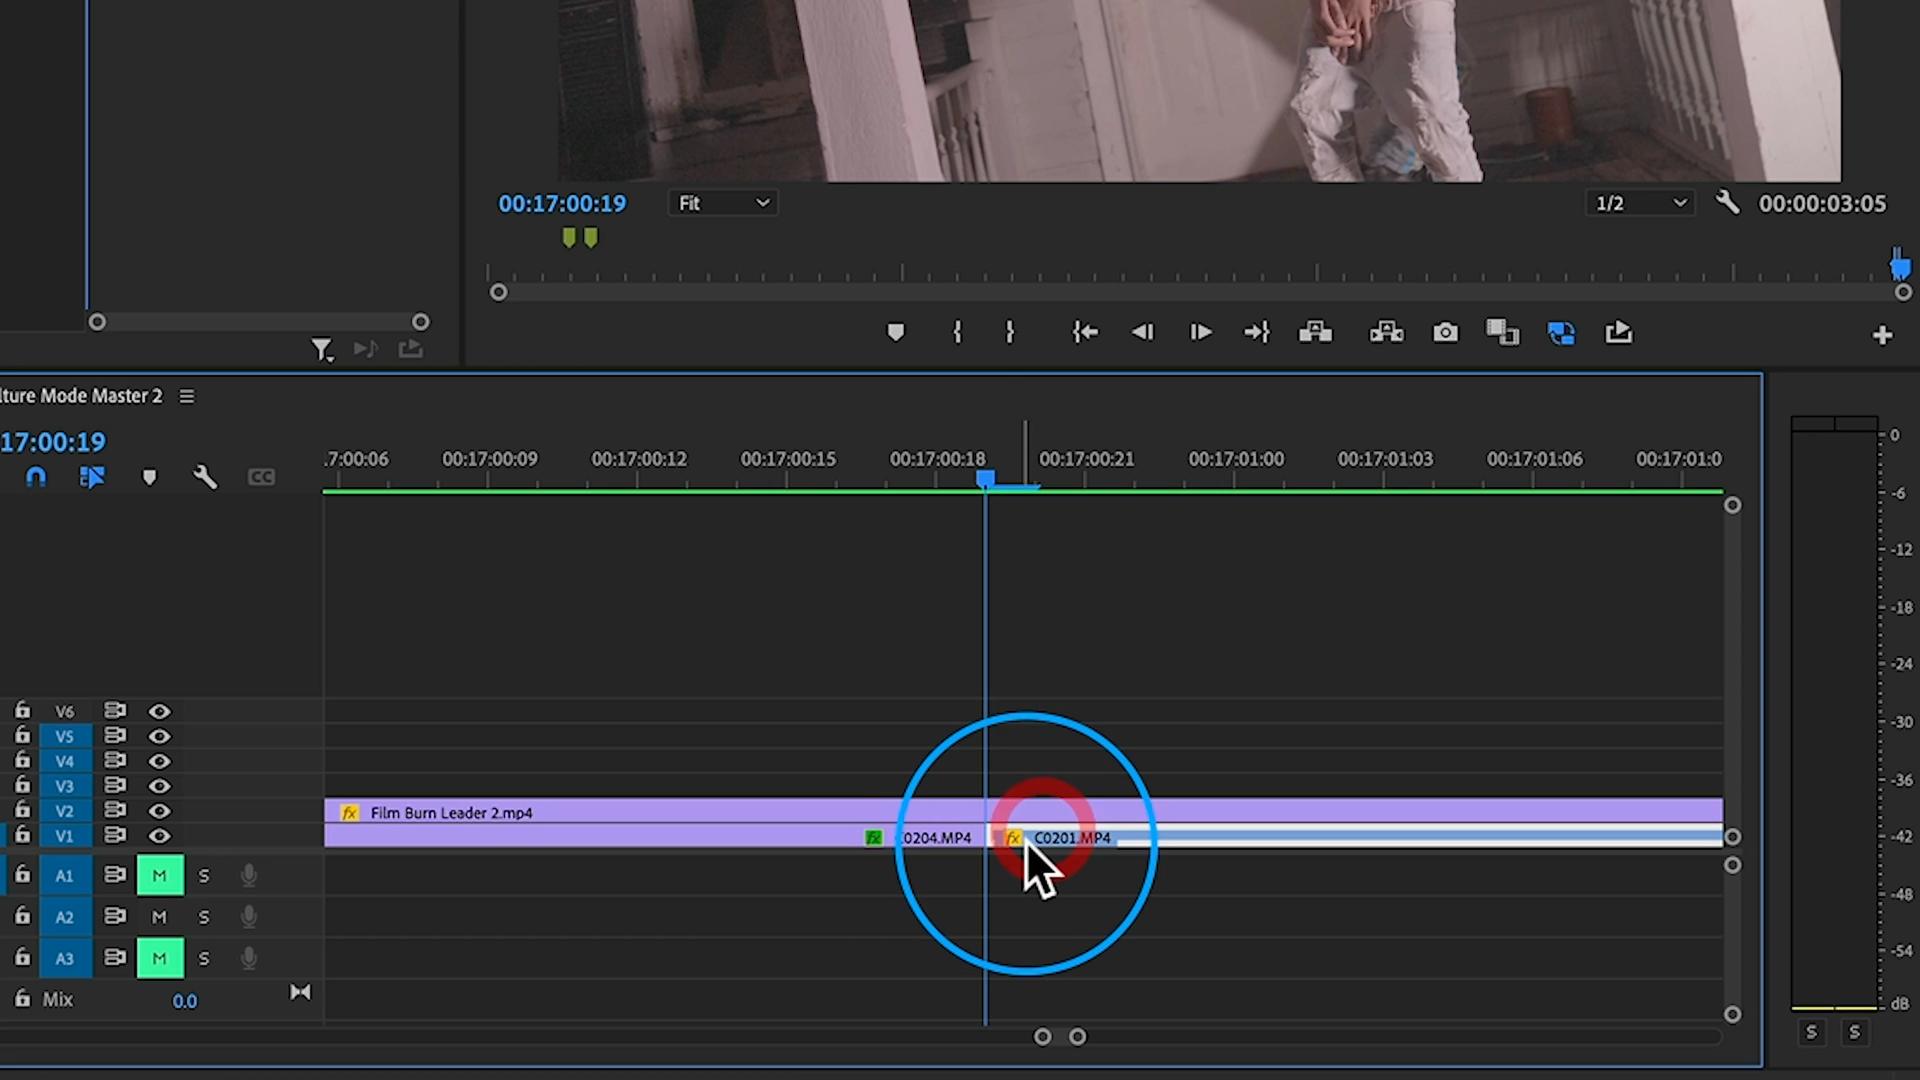 00:17:00:19 Fit 1/2 00:00:03:05
lture Mode Master 2
17:00:19
:7:00:06 00:17:00:09 00:17:00:12 00:17:00:15 00:17:00:18 00:17:00:21 00:17:01:00 00:17:01:03 00:17:01:06 00:17:01:0
CC
V6
V5
V4
V3
V2 fx Film Burn Leader 2.mp4
V1 fx C0204.MP4 fx C0201.MP4
A1 M S
A2 M S
A3 M S
Mix 0.0
0
-6
-12
-18
-24
-30
-36
-42
-48
-54
dB
S S